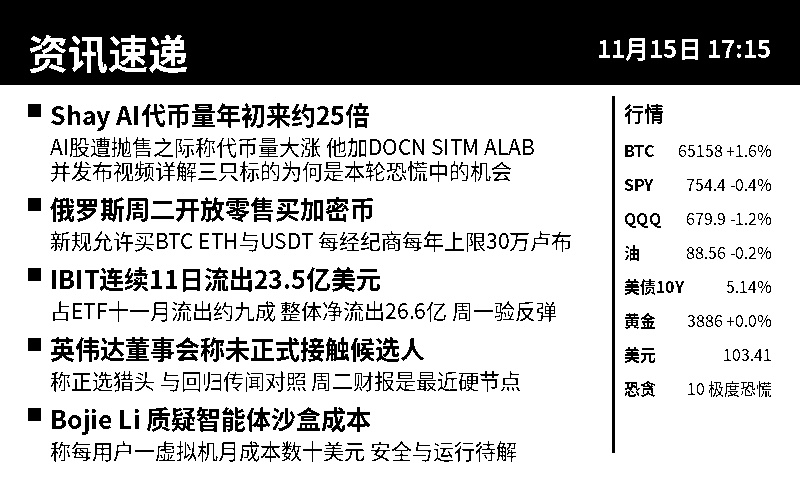 资讯速递
11月15日 17:15
Shay AI代币量年初来约25倍
AI股遭抛售之际称代币量大涨 他加DOCN SITM ALAB
并发布视频详解三只标的为何是本轮恐慌中的机会
俄罗斯周二开放零售买加密币
新规允许买BTC ETH与USDT 每经纪商每年上限30万卢布
IBIT连续11日流出23.5亿美元
占ETF十一月流出约九成 整体净流出26.6亿 周一验反弹
英伟达董事会称未正式接触候选人
称正选猎头 与回归传闻对照 周二财报是最近硬节点
Bojie Li 质疑智能体沙盒成本
称每用户一虚拟机月成本数十美元 安全与运行待解
行情
BTC 65158 +1.6%
SPY 754.4 -0.4%
QQQ 679.9 -1.2%
油 88.56 -0.2%
美债10Y 5.14%
黄金 3886 +0.0%
美元 103.41
恐贪 10 极度恐慌